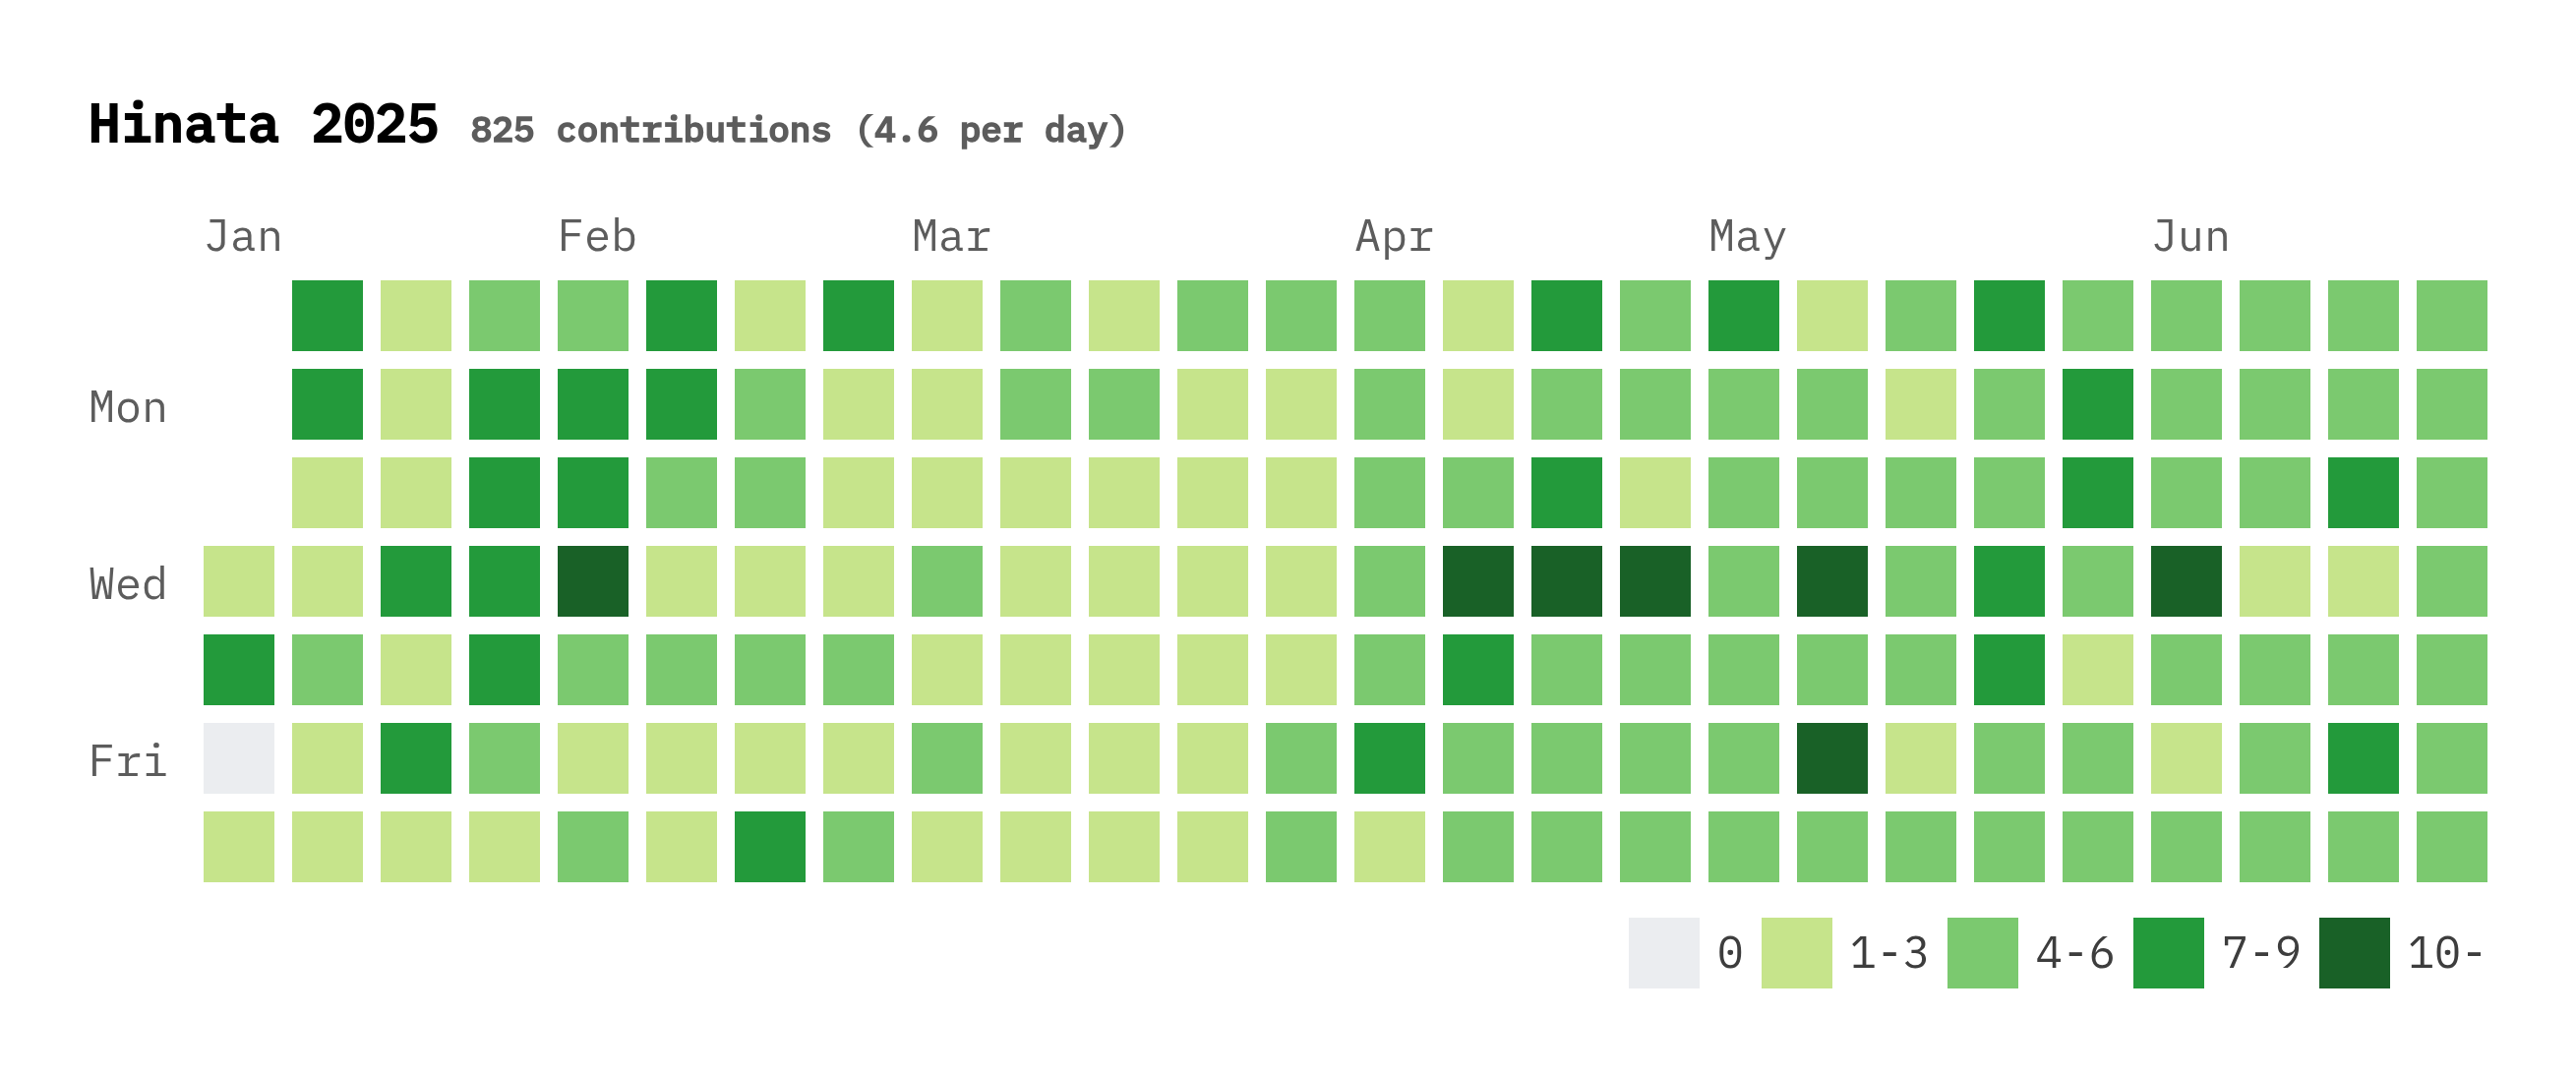 Hinata 2025 825 contributions (4.6 per day)
Jan Feb Mar Apr May Jun
Mon
Wed
Fri
0 1-3 4-6 7-9 10-